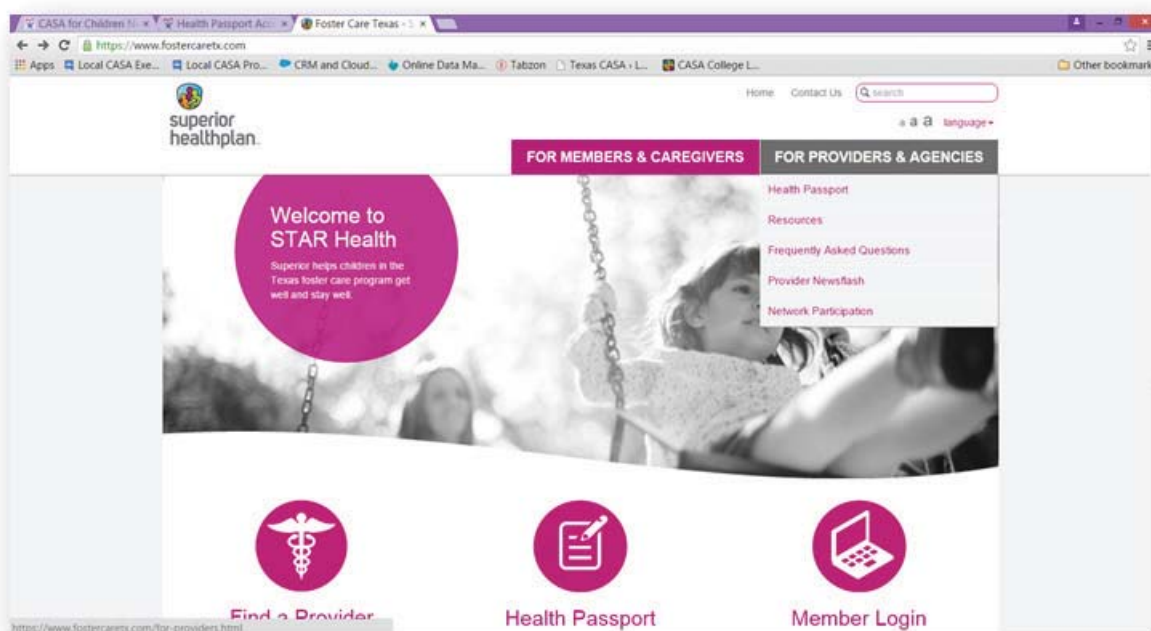 CASA for Children N
Health Passport Acc
Foster Care Texas - S
https://www.fostercaretx.com
Apps Local CASA Exe... Local CASA Pro... CRM and Cloud... Online Data Ma... Tabzon Texas CASA › L... CASA College L... Other bookmark
superior
healthplan
Home Contact Us search
a a a language
FOR MEMBERS & CAREGIVERS FOR PROVIDERS & AGENCIES
Health Passport
Resources
Frequently Asked Questions
Provider Newsflash
Network Participation
Welcome to
STAR Health
Superior helps children in the
Texas foster care program get
well and stay well.
Find a Provider Health Passport Member Login
https://www.fostercaretx.com/for-providers.html